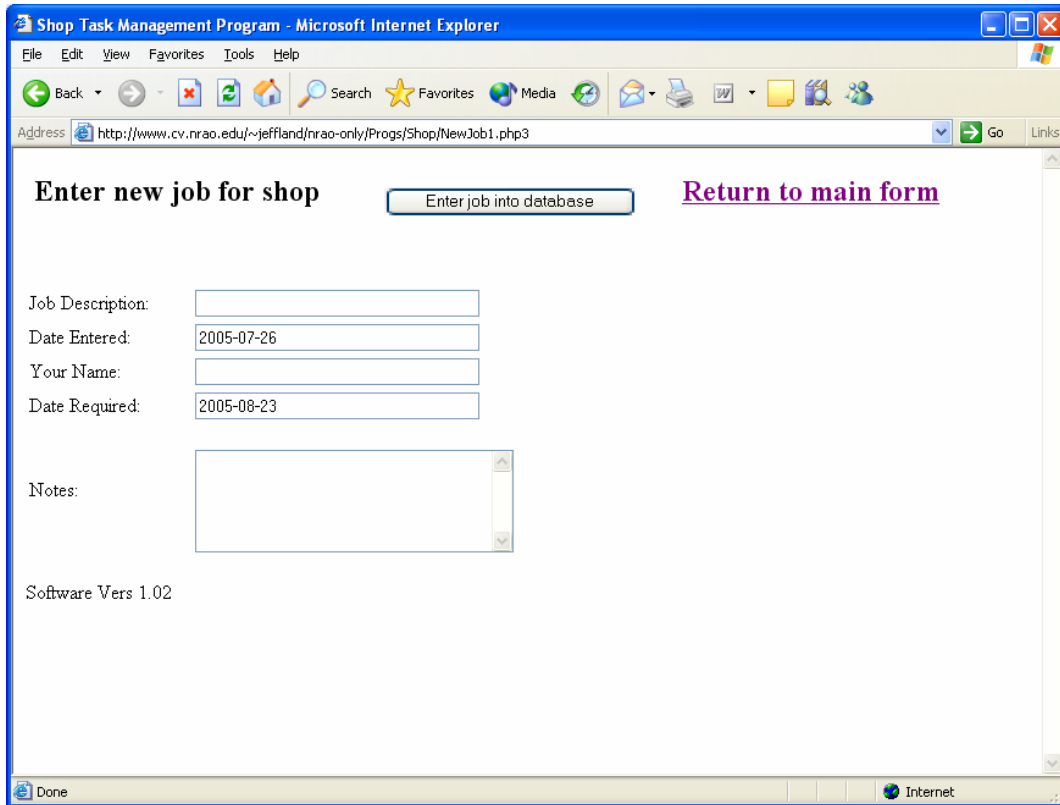 Shop Task Management Program - Microsoft Internet Explorer
File Edit View Favorites Tools Help
Back Search Favorites Media W
Address http://www.cv.nrao.edu/~jeffland/nrao-only/Progs/Shop/NewJob1.php3 Go Links
Enter new job for shop Enter job into database Return to main form
Job Description:
Date Entered: 2005-07-26
Your Name:
Date Required: 2005-08-23
Notes:
Software Vers 1.02
Done Internet